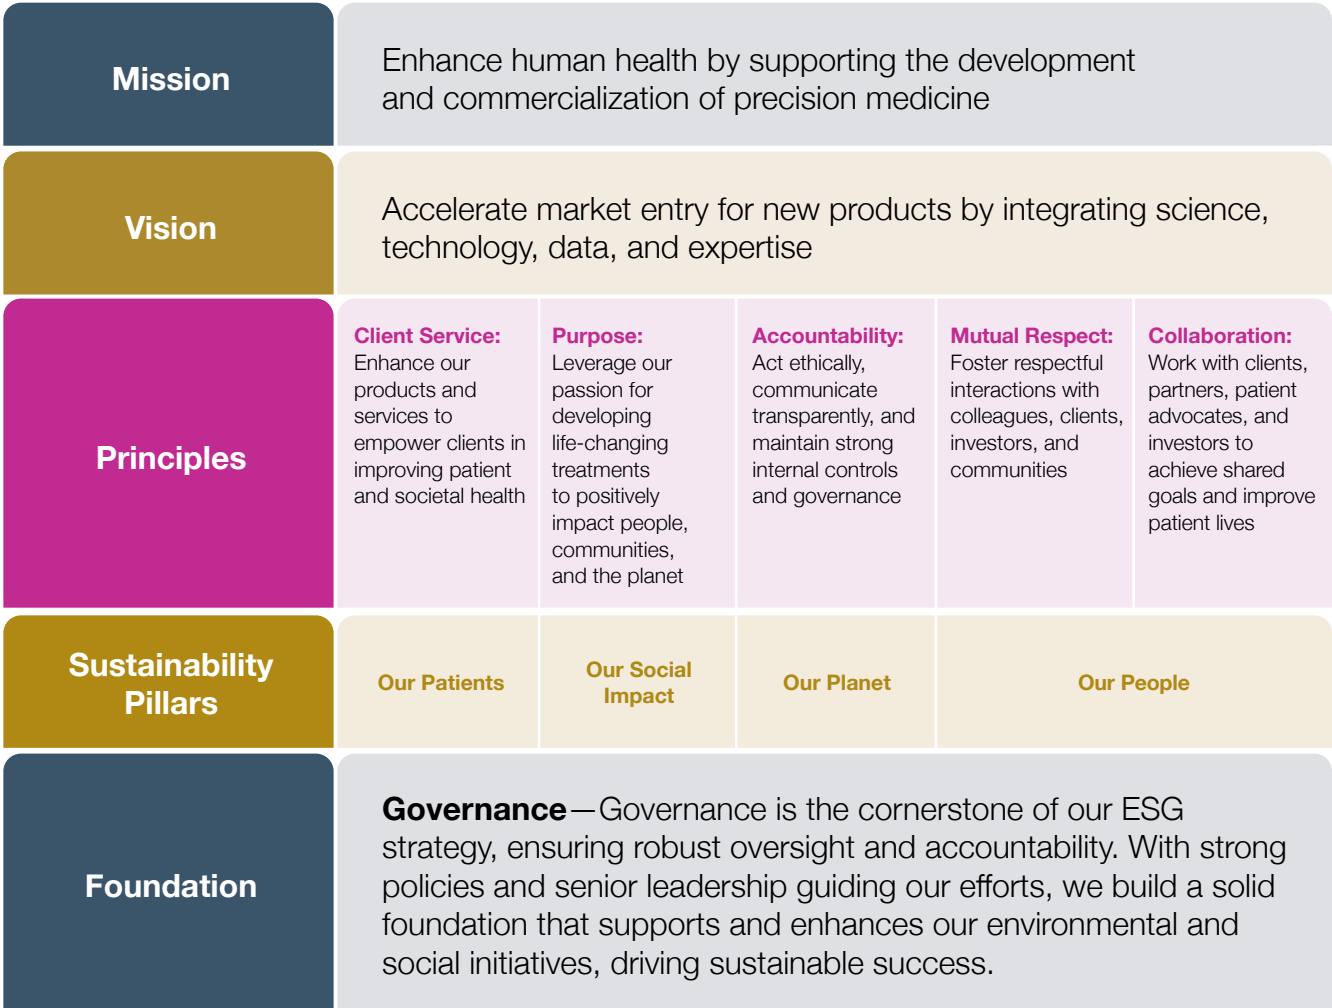 Mission
Enhance human health by supporting the development
and commercialization of precision medicine
Vision
Accelerate market entry for new products by integrating science,
technology, data, and expertise
Principles
Client Service:
Enhance our
products and
services to
empower clients in
improving patient
and societal health
Purpose:
Leverage our
passion for
developing
life-changing
treatments
to positively
impact people,
communities,
and the planet
Accountability:
Act ethically,
communicate
transparently, and
maintain strong
internal controls
and governance
Mutual Respect:
Foster respectful
interactions with
colleagues, clients,
investors, and
communities
Collaboration:
Work with clients,
partners, patient
advocates, and
investors to
achieve shared
goals and improve
patient lives
Sustainability
Pillars
Our Patients
Our Social
Impact
Our Planet
Our People
Foundation
Governance—Governance is the cornerstone of our ESG
strategy, ensuring robust oversight and accountability. With strong
policies and senior leadership guiding our efforts, we build a solid
foundation that supports and enhances our environmental and
social initiatives, driving sustainable success.